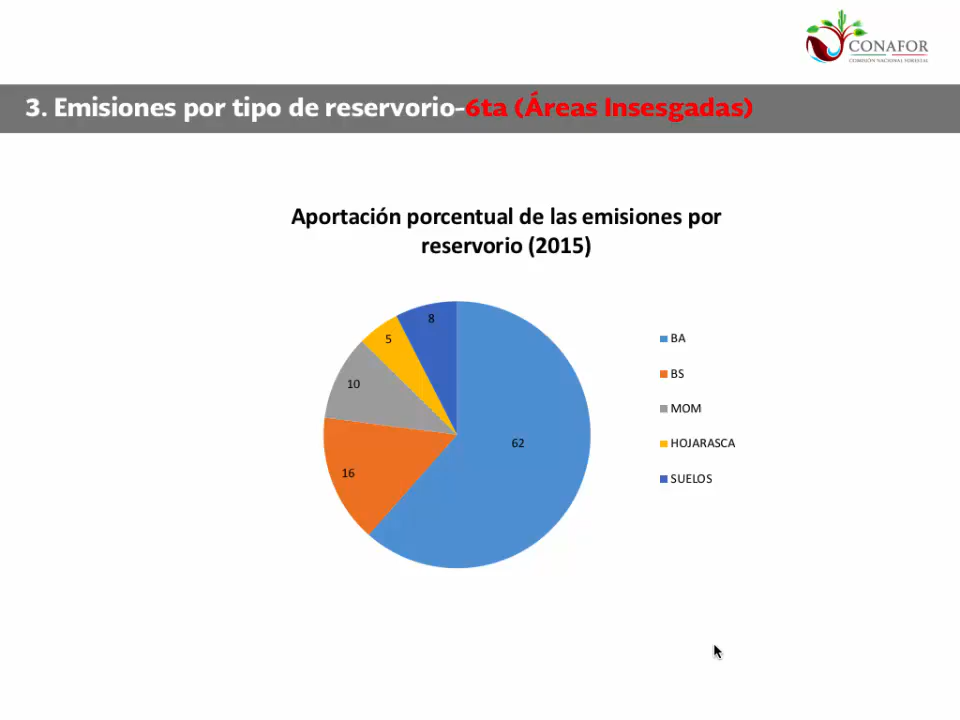 CONAFOR
COMISIÓN NACIONAL FORESTAL
3. Emisiones por tipo de reservorio-6ta (Áreas Insesgadas)
Aportación porcentual de las emisiones por
reservorio (2015)
8
5
10
62
16
BA
BS
MOM
HOJARASCA
SUELOS